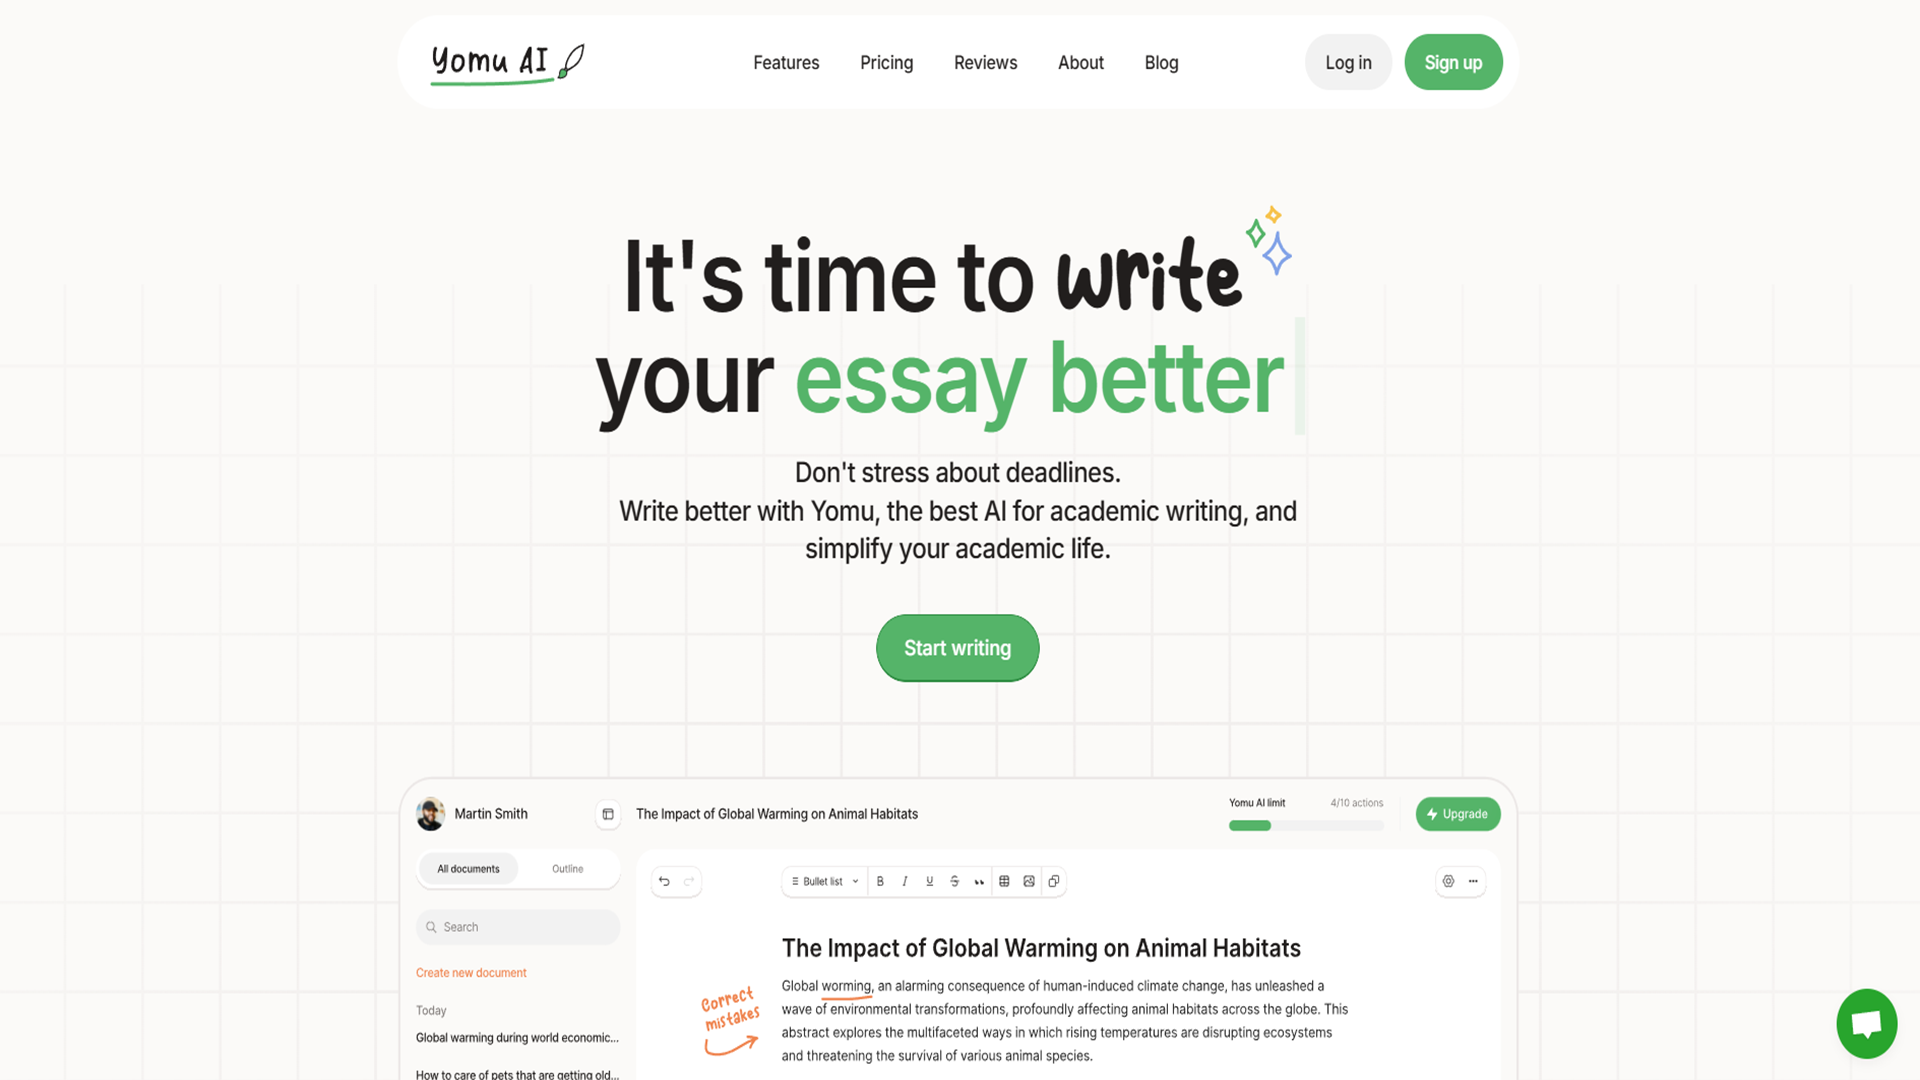 Yomu AI
Features
Pricing
Reviews
About
Blog
Log in
Sign up
It's time to write
your essay better
Don't stress about deadlines.
Write better with Yomu, the best AI for academic writing, and
simplify your academic life.
Start writing
Martin Smith
The Impact of Global Warming on Animal Habitats
Yomu AI limit
4/10 actions
Upgrade
All documents
Outline
Bullet list
B
I
U
S
Search
Create new document
Today
Global warming during world economic...
How to care of pets that are getting old...
The Impact of Global Warming on Animal Habitats
Global worming, an alarming consequence of human-induced climate change, has unleashed a
wave of environmental transformations, profoundly affecting animal habitats across the globe. This
abstract explores the multifaceted ways in which rising temperatures are disrupting ecosystems
and threatening the survival of various animal species.
Correct
mistakes